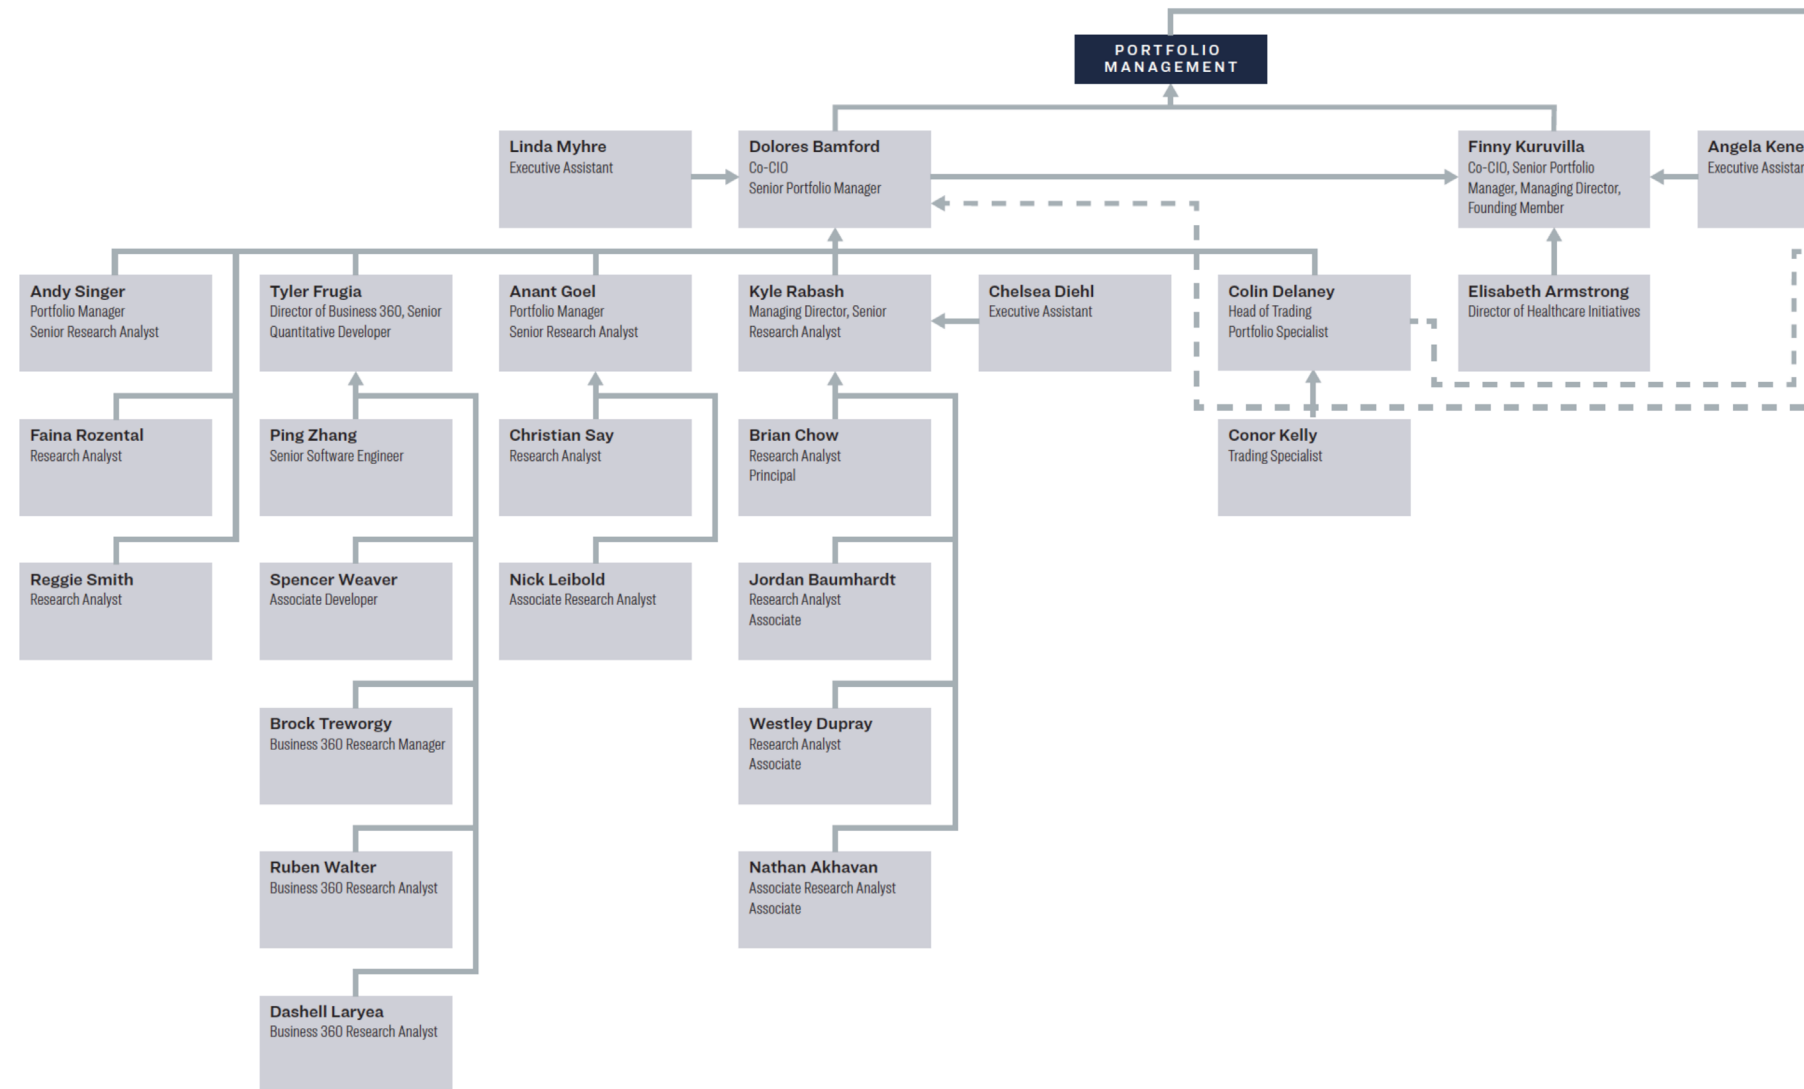 PORTFOLIO
MANAGEMENT
Linda Myhre
Executive Assistant
Dolores Bamford
Co-CIO
Senior Portfolio Manager
Finny Kuruvilla
Co-CIO, Senior Portfolio
Manager, Managing Director,
Founding Member
Angela Kene
Executive Assistan
Andy Singer
Portfolio Manager
Senior Research Analyst
Tyler Frugia
Director of Business 360, Senior
Quantitative Developer
Anant Goel
Portfolio Manager
Senior Research Analyst
Kyle Rabash
Managing Director, Senior
Research Analyst
Chelsea Diehl
Executive Assistant
Colin Delaney
Head of Trading
Portfolio Specialist
Elisabeth Armstrong
Director of Healthcare Initiatives
Faina Rozental
Research Analyst
Ping Zhang
Senior Software Engineer
Christian Say
Research Analyst
Brian Chow
Research Analyst
Principal
Conor Kelly
Trading Specialist
Reggie Smith
Research Analyst
Spencer Weaver
Associate Developer
Nick Leibold
Associate Research Analyst
Jordan Baumhardt
Research Analyst
Associate
Brock Treworgy
Business 360 Research Manager
Westley Dupray
Research Analyst
Associate
Ruben Walter
Business 360 Research Analyst
Nathan Akhavan
Associate Research Analyst
Associate
Dashell Laryea
Business 360 Research Analyst